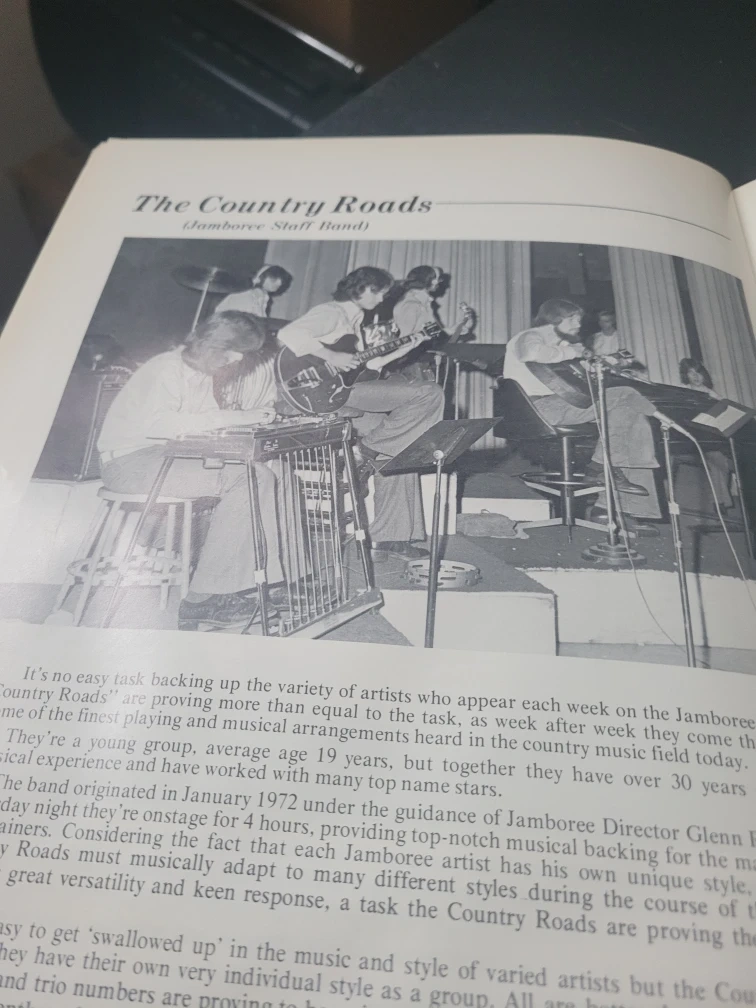 The Country Roads
(Jamboree Staff Band)
It's no easy task backing up the variety of artists who appear each week on the Jamboree
Country Roads" are proving more than equal to the task, as week after week they come
some of the finest playing and musical arrangements heard in the country music field today.
They're a young group, average age 19 years, but together they have over 30 years
sical experience and have worked with many top name stars.
The band originated in January 1972 under the guidance of Jamboree Director Glenn
day night they're onstage for 4 hours, providing top-notch musical backing for the
ainers. Considering the fact that each Jamboree artist has his own unique style,
y Roads must musically adapt to many different styles during the course of
great versatility and keen response, a task the Country Roads are proving
asy to get 'swallowed up' in the music and style of varied artists but the
they have their own very individual style as a group. All are
and trio numbers are proving to